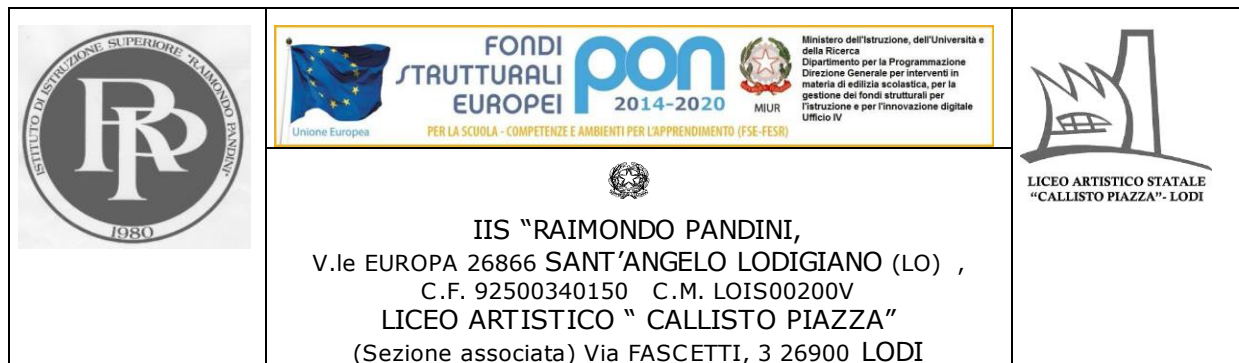 ISTITUTO DI ISTRUZIONE SUPERIORE "RAIMONDO PANDINI"
RP
1980
Unione Europea
FONDI
STRUTTURALI
EUROPEI
pon
2014-2020
MIUR
Ministero dell'Istruzione, dell'Università e
della Ricerca
Dipartimento per la Programmazione
Direzione Generale per interventi in
materia di edilizia scolastica, per la
gestione dei fondi strutturali per
l'istruzione e per l'innovazione digitale
Ufficio IV
PER LA SCUOLA - COMPETENZE E AMBIENTI PER L'APPRENDIMENTO (FSE-FESR)
LICEO ARTISTICO STATALE
“CALLISTO PIAZZA”- LODI
IIS “RAIMONDO PANDINI,
V.le EUROPA 26866 SANT’ANGELO LODIGIANO (LO) ,
C.F. 92500340150 C.M. LOIS00200V
LICEO ARTISTICO “ CALLISTO PIAZZA”
(Sezione associata) Via FASCETTI, 3 26900 LODI